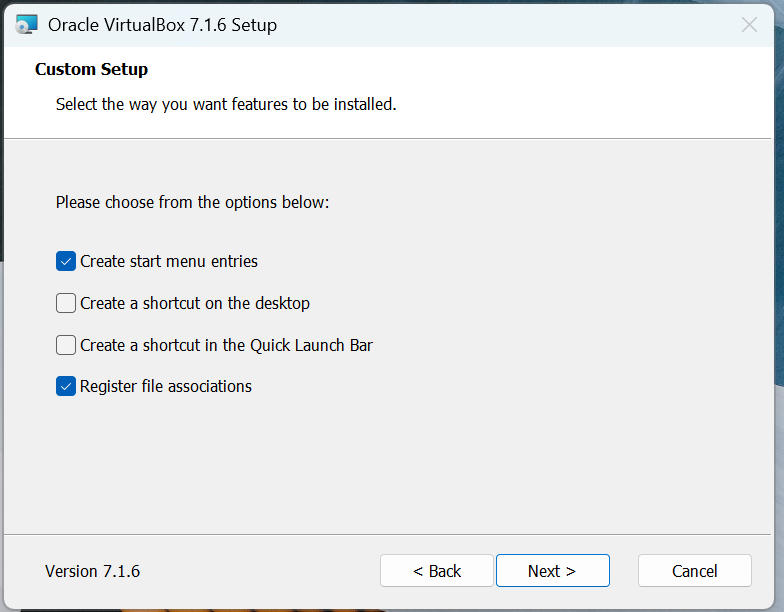 Oracle VirtualBox 7.1.6 Setup
Custom Setup
Select the way you want features to be installed.
Please choose from the options below:
Create start menu entries
Create a shortcut on the desktop
Create a shortcut in the Quick Launch Bar
Register file associations
Version 7.1.6
< Back
Next >
Cancel